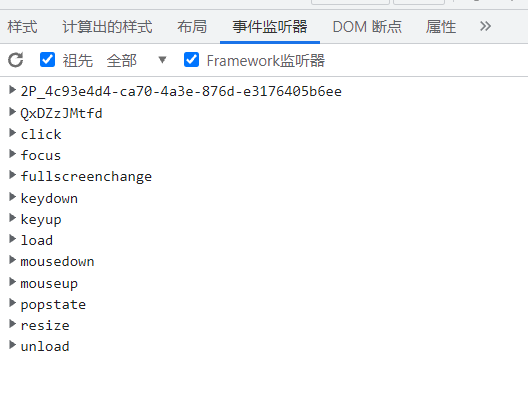 样式 计算出的样式 布局 事件监听器 DOM 断点 属性
祖先 全部 Framework监听器
2P_4c93e4d4-ca70-4a3e-876d-e3176405b6ee
QxDZzJMtfd
click
focus
fullscreenchange
keydown
keyup
load
mousedown
mouseup
popstate
resize
unload